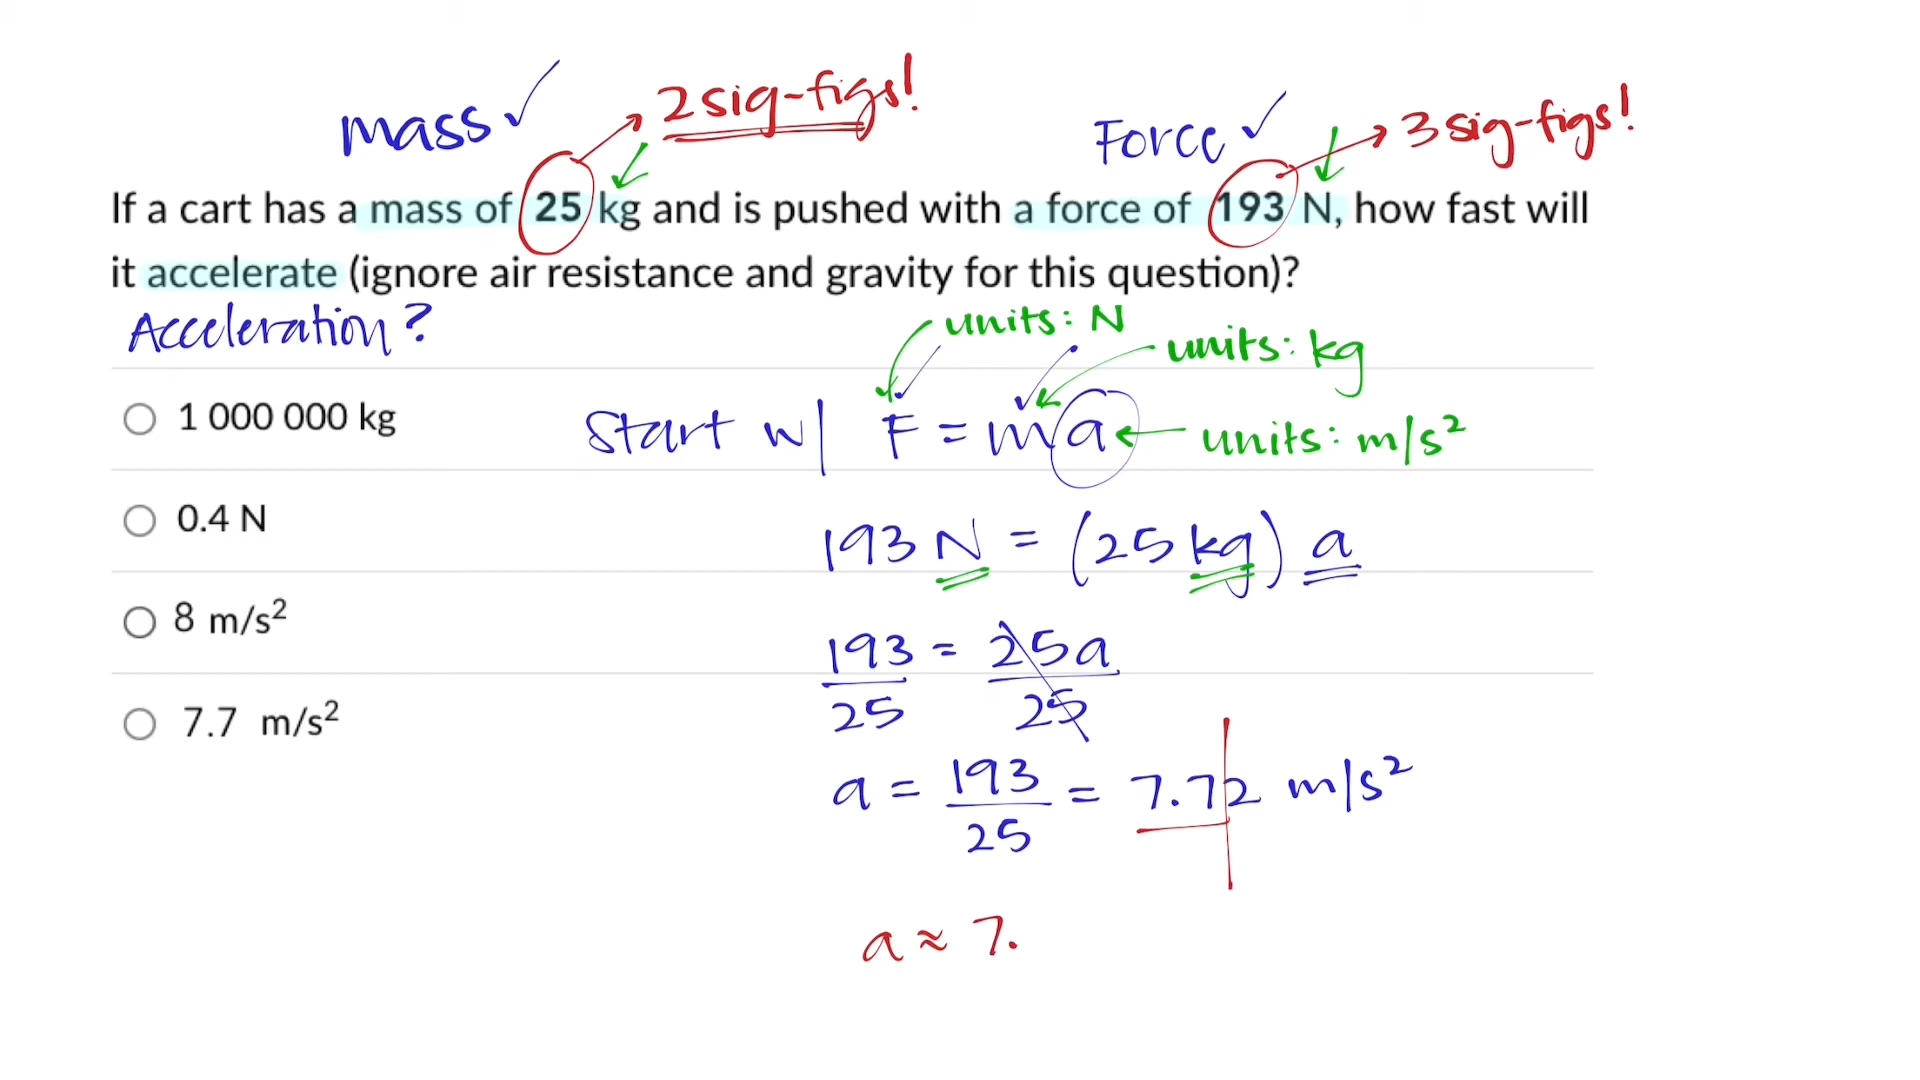 mass ✓ → 2 sig-figs! Force ✓ → 3 sig-figs!
If a cart has a mass of 25 kg and is pushed with a force of 193 N, how fast will
it accelerate (ignore air resistance and gravity for this question)?
Acceleration?
units: N
units: kg
1 000 000 kg
Start w/ F = ma ← units: m/s²
0.4 N
193 N = (25 kg) a
8 m/s²
193/25 = 25a/25
7.7 m/s²
a = 193/25 = 7.72 m/s²
a ≈ 7.